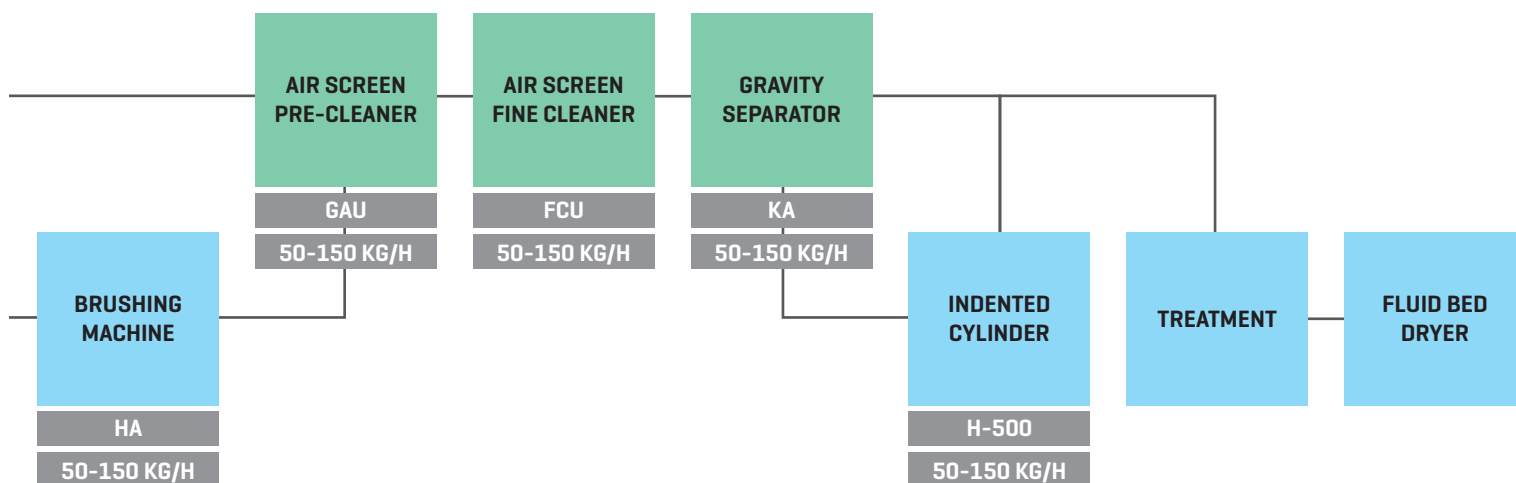 AIR SCREEN
PRE-CLEANER
GAU
50-150 KG/H
AIR SCREEN
FINE CLEANER
FCU
50-150 KG/H
GRAVITY
SEPARATOR
KA
50-150 KG/H
BRUSHING
MACHINE
HA
50-150 KG/H
INDENTED
CYLINDER
H-500
50-150 KG/H
TREATMENT
FLUID BED
DRYER